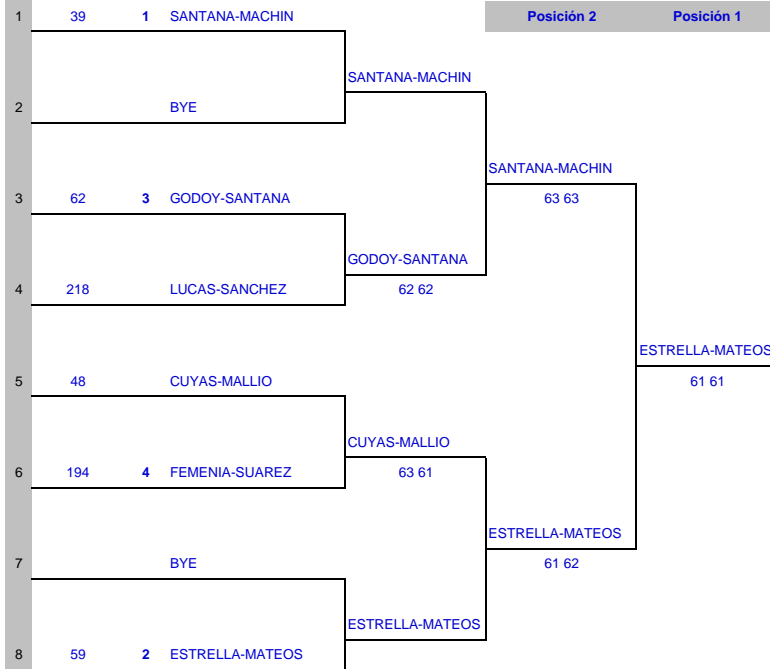 1 39 1 SANTANA-MACHIN Posición 2 Posición 1
SANTANA-MACHIN
2 BYE
SANTANA-MACHIN
3 62 3 GODOY-SANTANA 63 63
GODOY-SANTANA
4 218 LUCAS-SANCHEZ 62 62
ESTRELLA-MATEOS
5 48 CUYAS-MALLIO 61 61
CUYAS-MALLIO
6 194 4 FEMENIA-SUAREZ 63 61
ESTRELLA-MATEOS
7 BYE 61 62
ESTRELLA-MATEOS
8 59 2 ESTRELLA-MATEOS